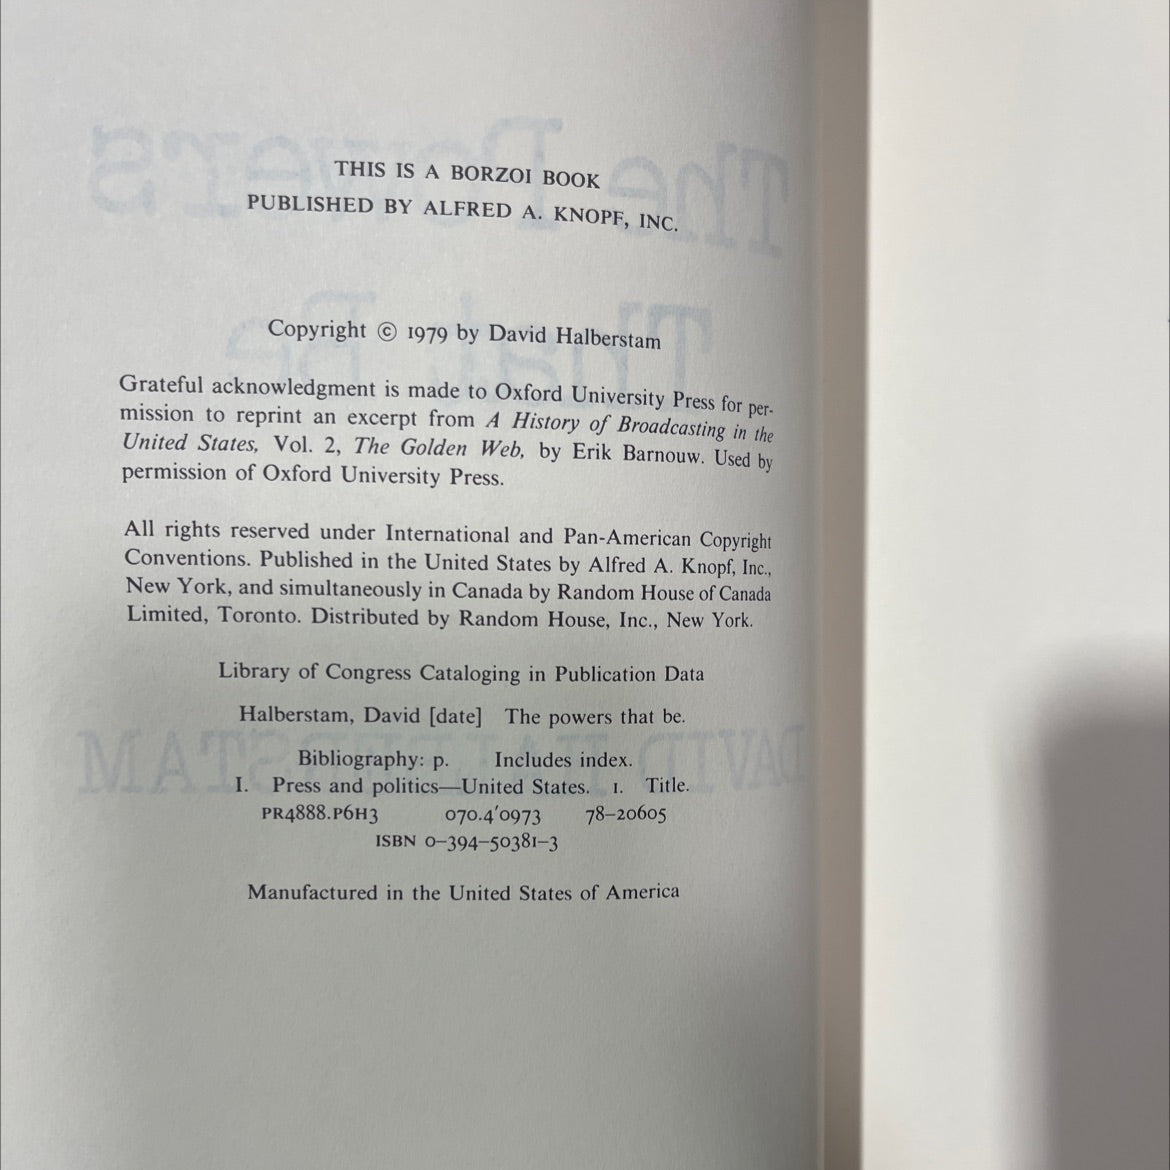 THIS IS A BORZOI BOOK
PUBLISHED BY ALFRED A. KNOPF, INC.
Copyright © 1979 by David Halberstam
Grateful acknowledgment is made to Oxford University Press for per-
mission to reprint an excerpt from A History of Broadcasting in the
United States, Vol. 2, The Golden Web, by Erik Barnouw. Used by
permission of Oxford University Press.
All rights reserved under International and Pan-American Copyright
Conventions. Published in the United States by Alfred A. Knopf, Inc.,
New York, and simultaneously in Canada by Random House of Canada
Limited, Toronto. Distributed by Random House, Inc., New York.
Library of Congress Cataloging in Publication Data
Halberstam, David [date] The powers that be.
Bibliography: p. Includes index.
I. Press and politics—United States. 1. Title.
PR4888.P6H3 070.4'0973 78–20605
ISBN 0–394–50381–3
Manufactured in the United States of America
The Powers
That Be
DAVID HALBERSTAM